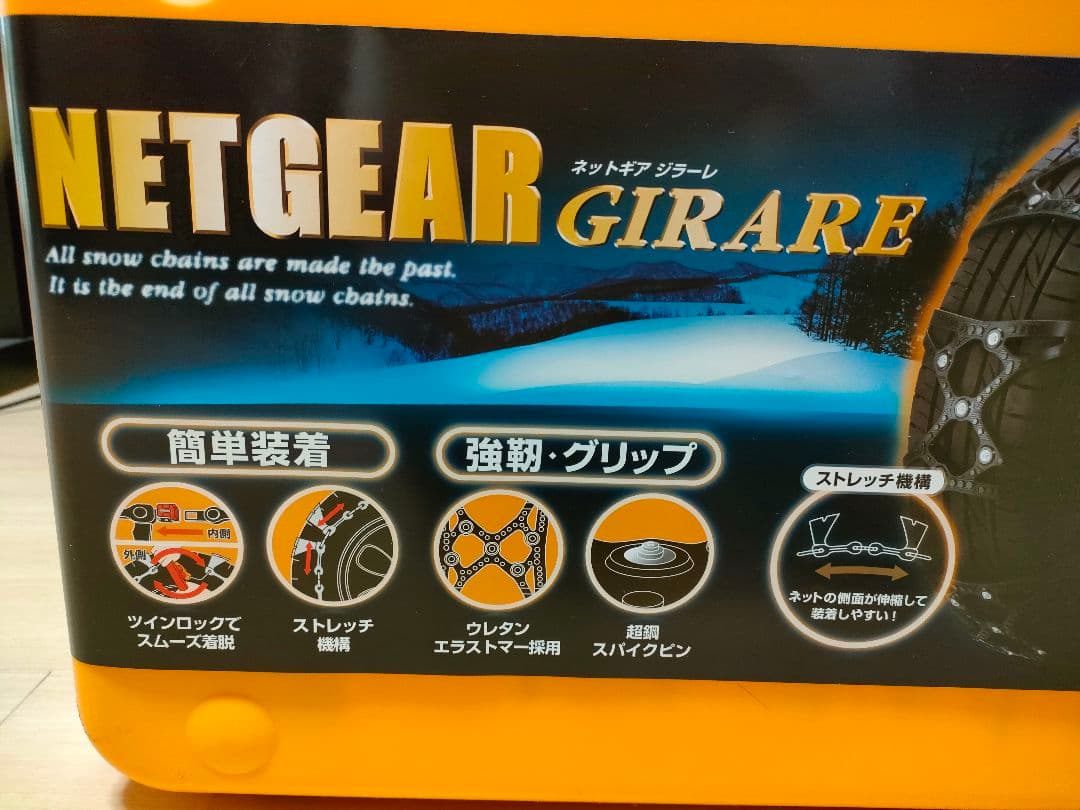 NETGEAR
ネットギア ジラーレ
GIRARE
All snow chains are made the past.
It is the end of all snow chains.
簡単装着
強靭・グリップ
ストレッチ機構
内側
外側
ツインロックで
スムーズ着脱
ストレッチ
機構
ウレタン
エラストマー採用
超鋼
スパイクピン
ネットの側面が伸縮して
装着しやすい!